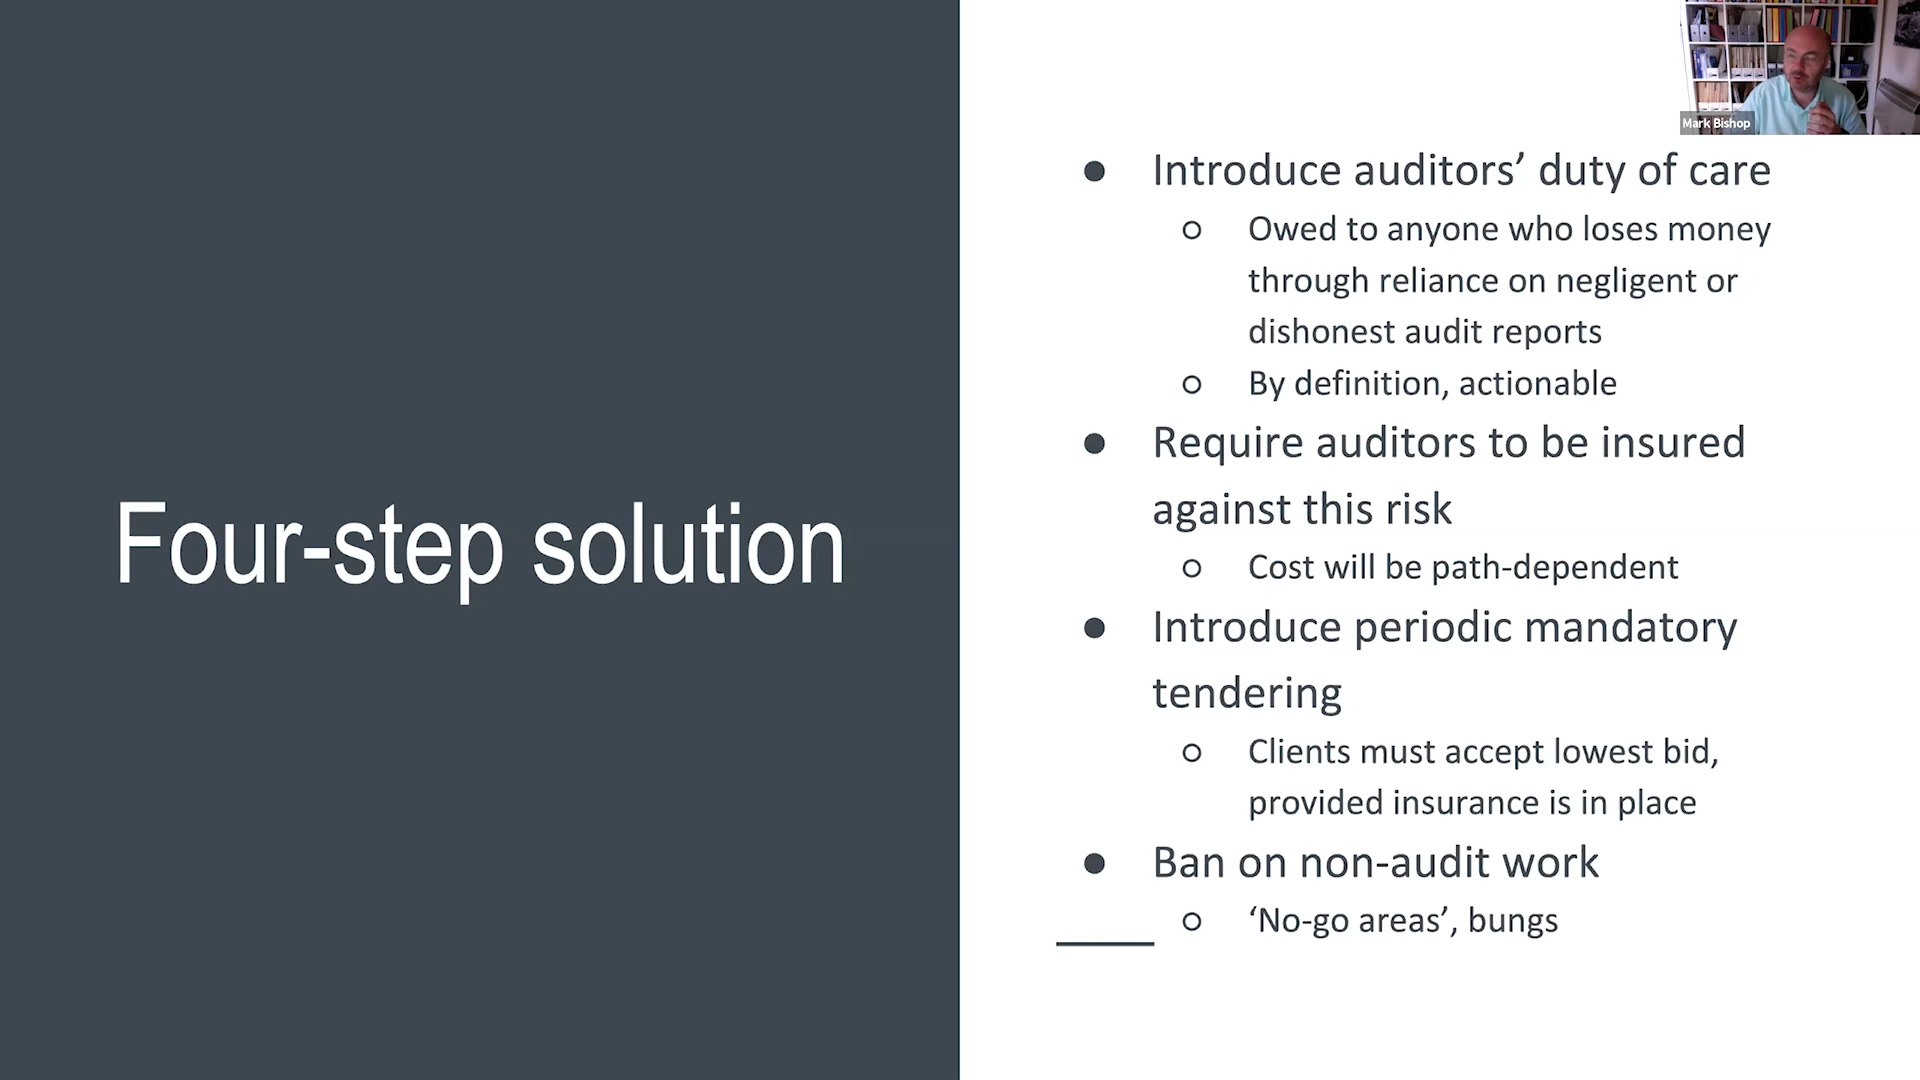 Mark Bishop
Four-step solution
● Introduce auditors’ duty of care
○ Owed to anyone who loses money
through reliance on negligent or
dishonest audit reports
○ By definition, actionable
● Require auditors to be insured
against this risk
○ Cost will be path-dependent
● Introduce periodic mandatory
tendering
○ Clients must accept lowest bid,
provided insurance is in place
● Ban on non-audit work
○ ‘No-go areas’, bungs